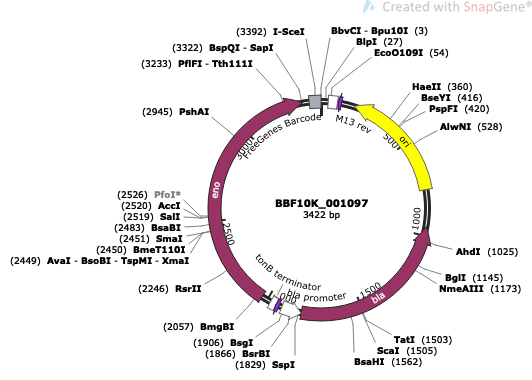 Created with SnapGene®
(3392) I-SceI
BbvCI - Bpu10I (3)
(3322) BspQI - SapI
BlpI (27)
(3233) PflFI - Tth111I
EcoO109I (54)
HaeII (360)
BseYI (416)
PspFI (420)
AlwNI (528)
(2945) PshAI
FreeGenes Barcode
M13 rev
3000
500
ori
eno
(2526) PfoI*
(2520) AccI
(2519) SalI
(2483) BsaBI
(2451) SmaI
(2450) BmeT110I
(2449) AvaI - BsoBI - TspMI - XmaI
(2246) RsrII
BBF10K_001097
3422 bp
2500
1000
tonB terminator
bla promoter
1500
bla
AhdI (1025)
BglI (1145)
NmeAIII (1173)
(2057) BmgBI
(1906) BsgI
(1866) BsrBI
(1829) SspI
TatI (1503)
ScaI (1505)
BsaHI (1562)